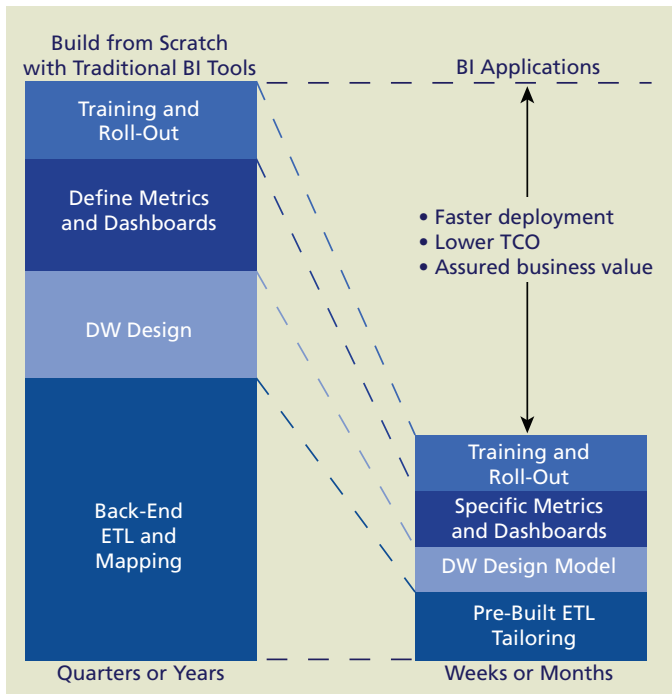 Build from Scratch
with Traditional BI Tools
Training and
Roll-Out
Define Metrics
and Dashboards
DW Design
Back-End
ETL and
Mapping
Quarters or Years
BI Applications
• Faster deployment
• Lower TCO
• Assured business value
Training and
Roll-Out
Specific Metrics
and Dashboards
DW Design Model
Pre-Built ETL
Tailoring
Weeks or Months